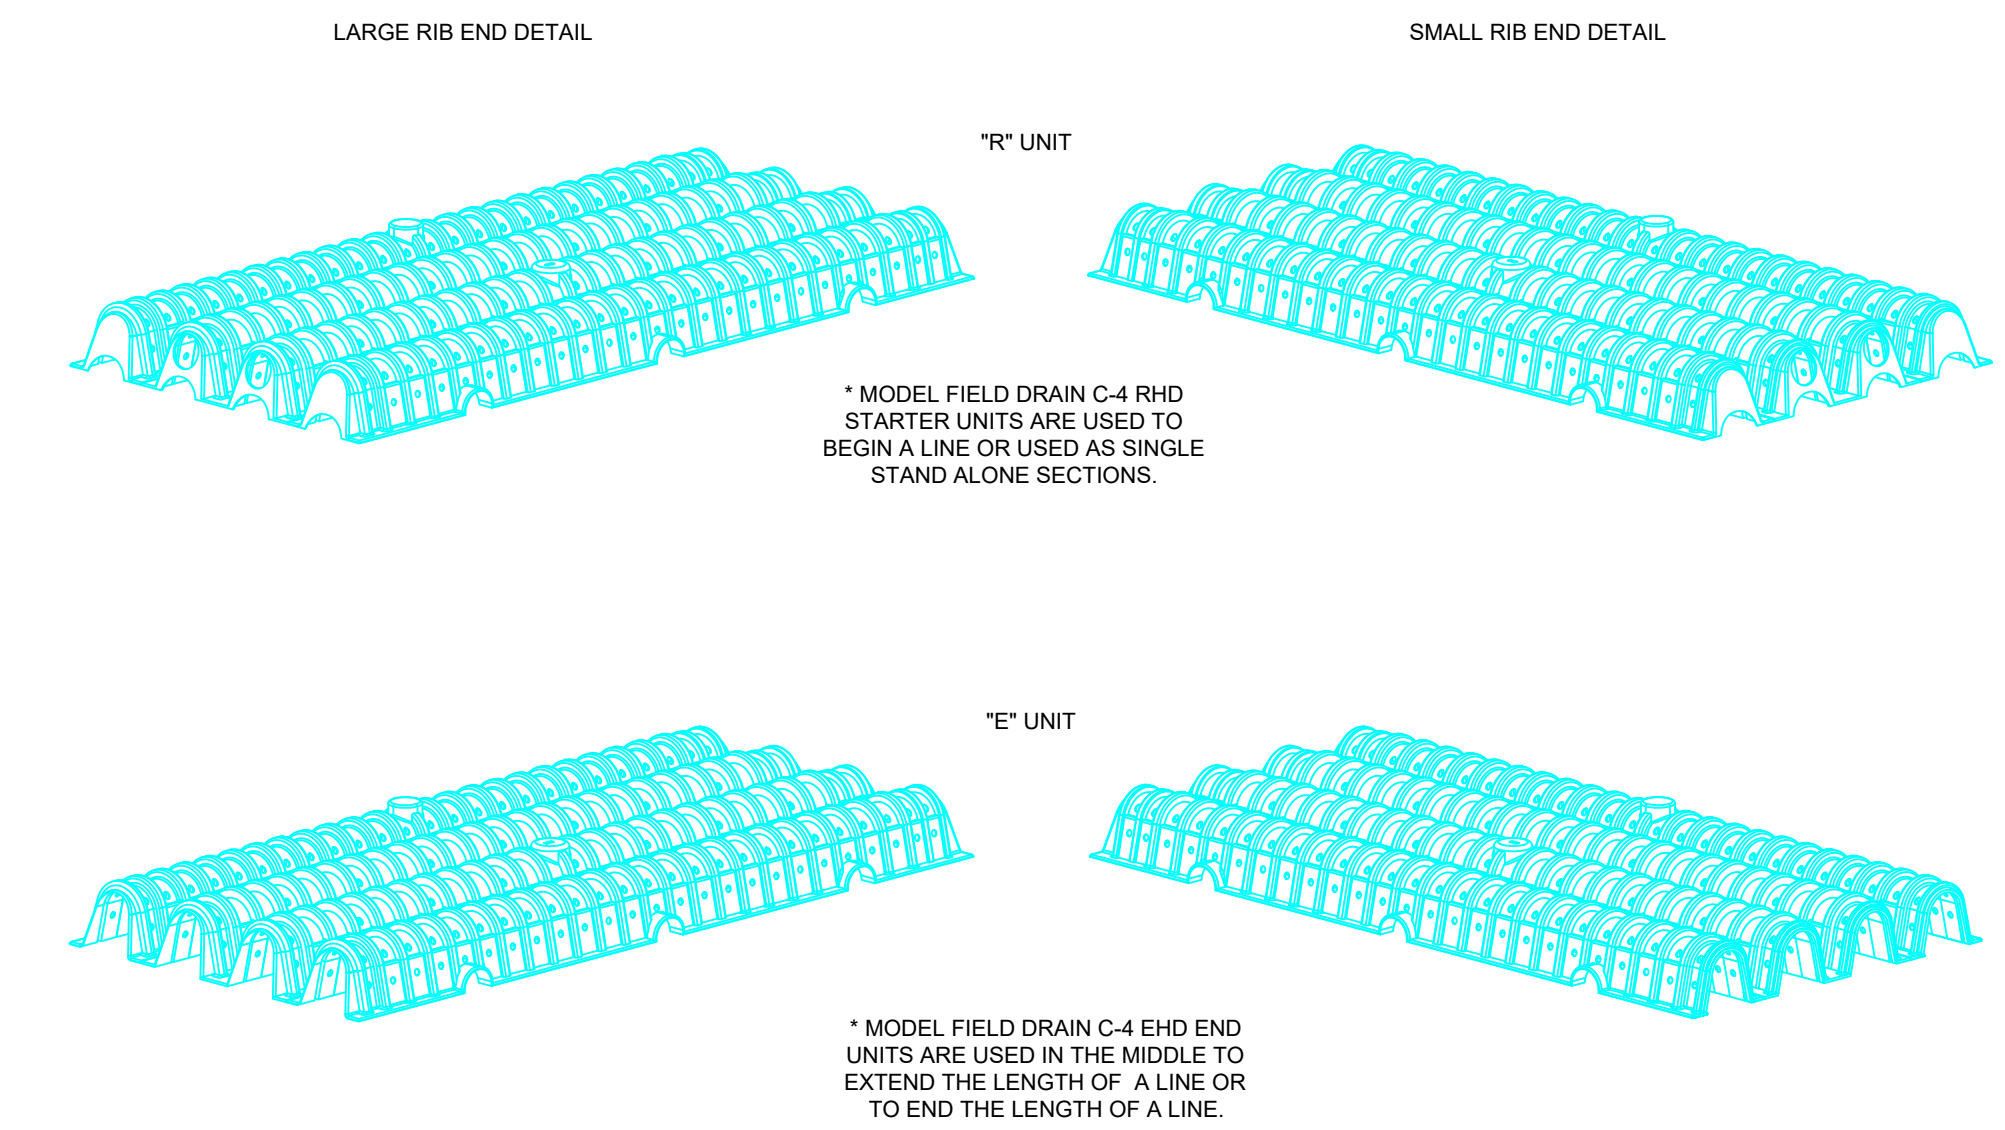 LARGE RIB END DETAIL
SMALL RIB END DETAIL
"R" UNIT
* MODEL FIELD DRAIN C-4 RHD
STARTER UNITS ARE USED TO
BEGIN A LINE OR USED AS SINGLE
STAND ALONE SECTIONS.
"E" UNIT
* MODEL FIELD DRAIN C-4 EHD END
UNITS ARE USED IN THE MIDDLE TO
EXTEND THE LENGTH OF  A LINE OR
TO END THE LENGTH OF A LINE.